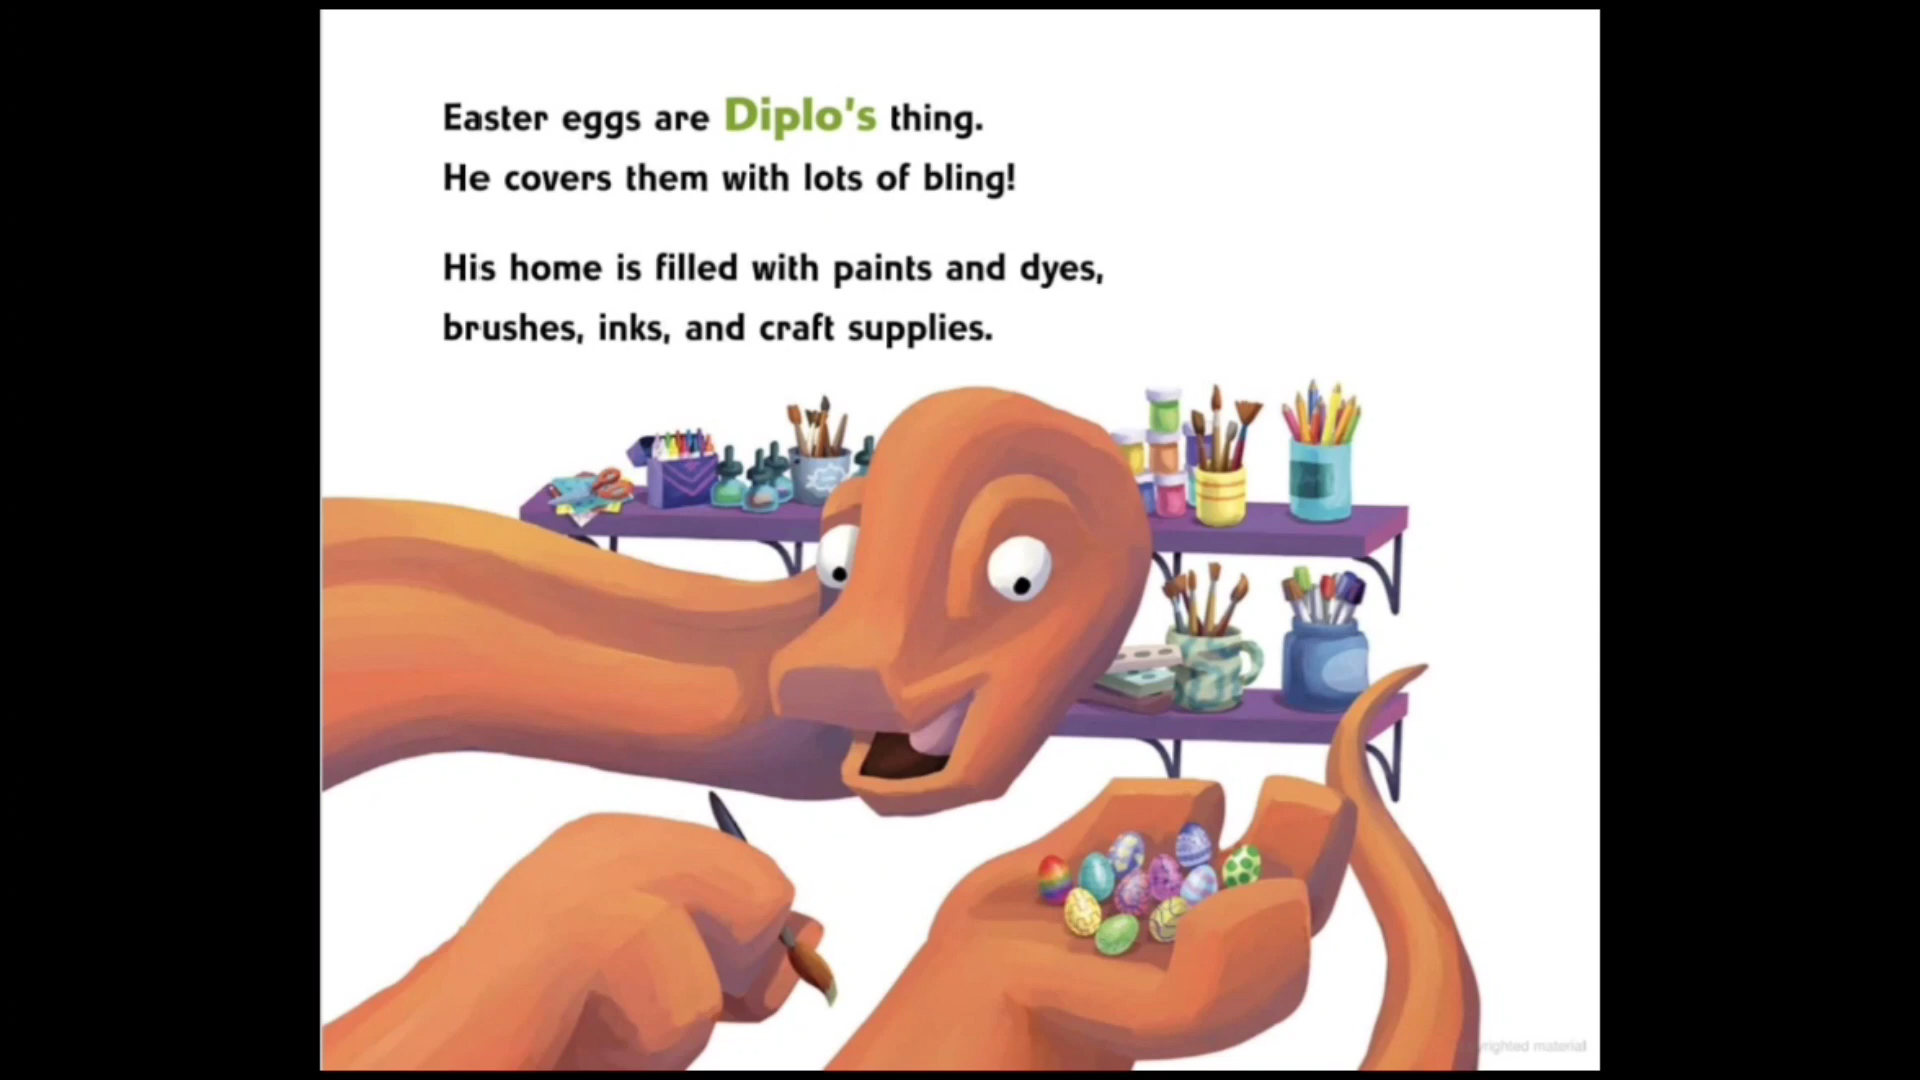 Easter eggs are Diplo's thing.
He covers them with lots of bling!
His home is filled with paints and dyes,
brushes, inks, and craft supplies.
material